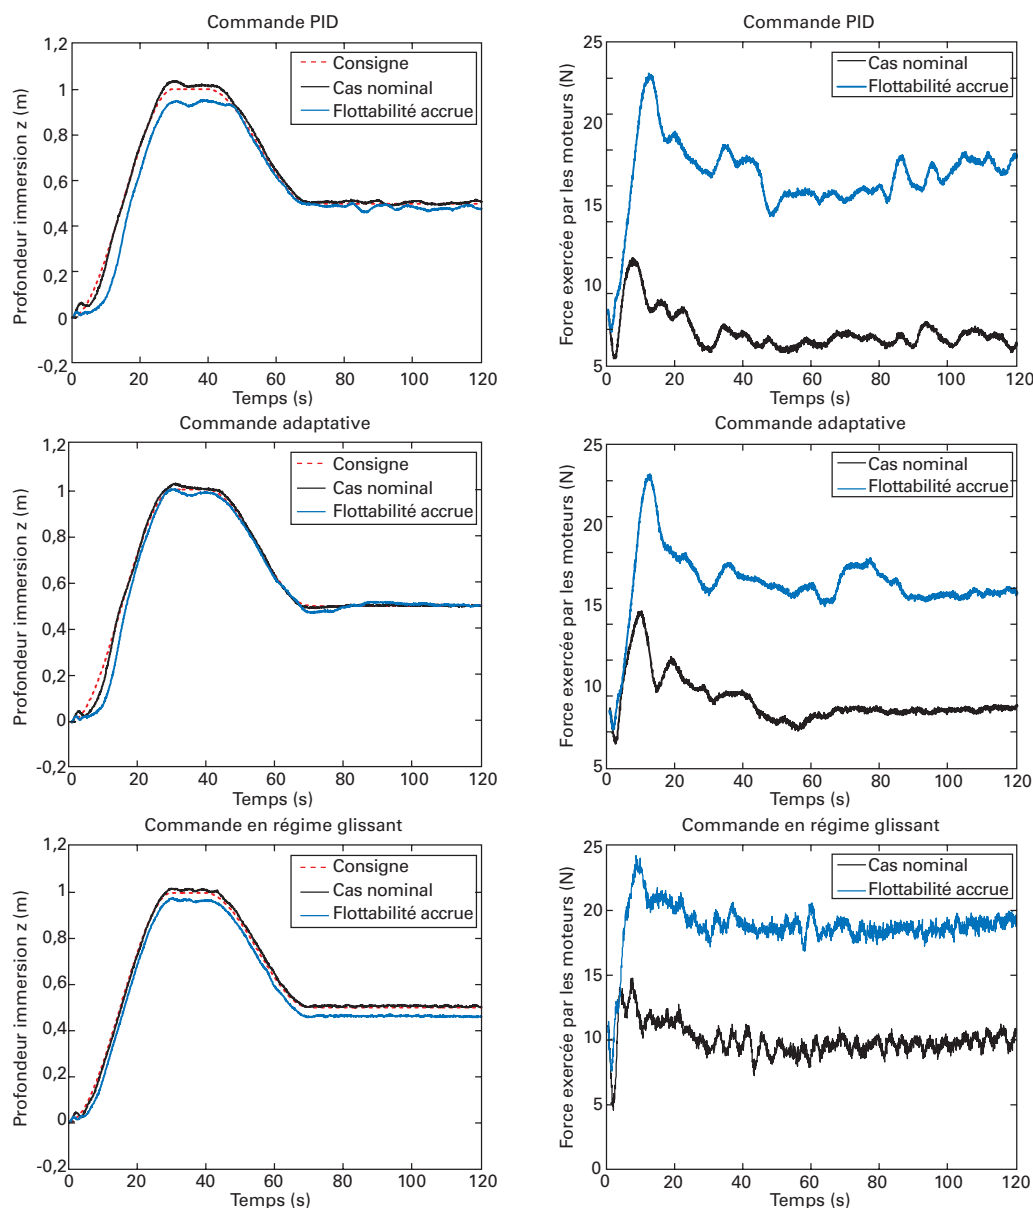 Commande PID
Profondeur immersion z (m)
1,2
1
0,8
0,6
0,4
0,2
0
-0,2
Consigne
Cas nominal
Flottabilité accrue
0 20 40 60 80 100 120
Temps (s)
Commande PID
Force exercée par les moteurs (N)
25
22
15
10
5
Cas nominal
Flottabilité accrue
0 20 40 60 80 100 120
Temps (s)
Commande adaptative
Profondeur immersion z (m)
1,2
1
0,8
0,6
0,4
0,2
0
-0,2
Consigne
Cas nominal
Flottabilité accrue
0 20 40 60 80 100 120
Temps (s)
Commande adaptative
Force exercée par les moteurs (N)
25
22
15
10
5
Cas nominal
Flottabilité accrue
0 20 40 60 80 100 120
Temps (s)
Commande en régime glissant
Profondeur immersion z (m)
1,2
1
0,8
0,6
0,4
0,2
0
-0,2
Consigne
Cas nominal
Flottabilité accrue
0 20 40 60 80 100 120
Temps (s)
Commande en régime glissant
Force exercée par les moteurs (N)
25
20
15
10
5
0
Cas nominal
Flottabilité accrue
0 20 40 60 80 100 120
Temps (s)